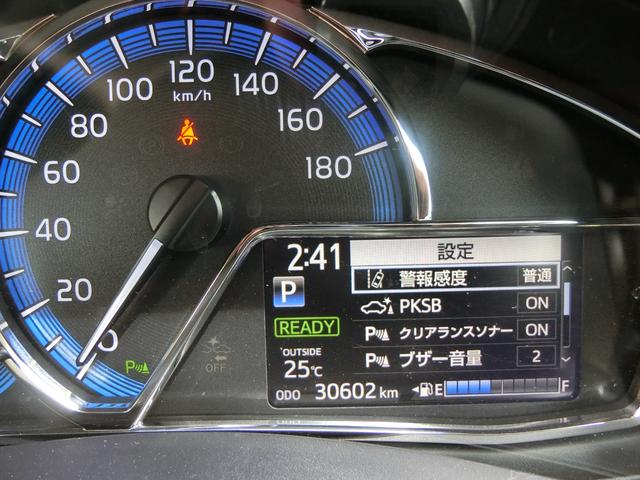 120
100
140
km/h
80
160
60
180
40
20
0
P
OFF
2:41
設定
警報感度 普通
P
PKSB ON
READY
P クリアランスソナー ON
OUTSIDE
25℃
P ブザー音量 2
ODO 30602 km
E F